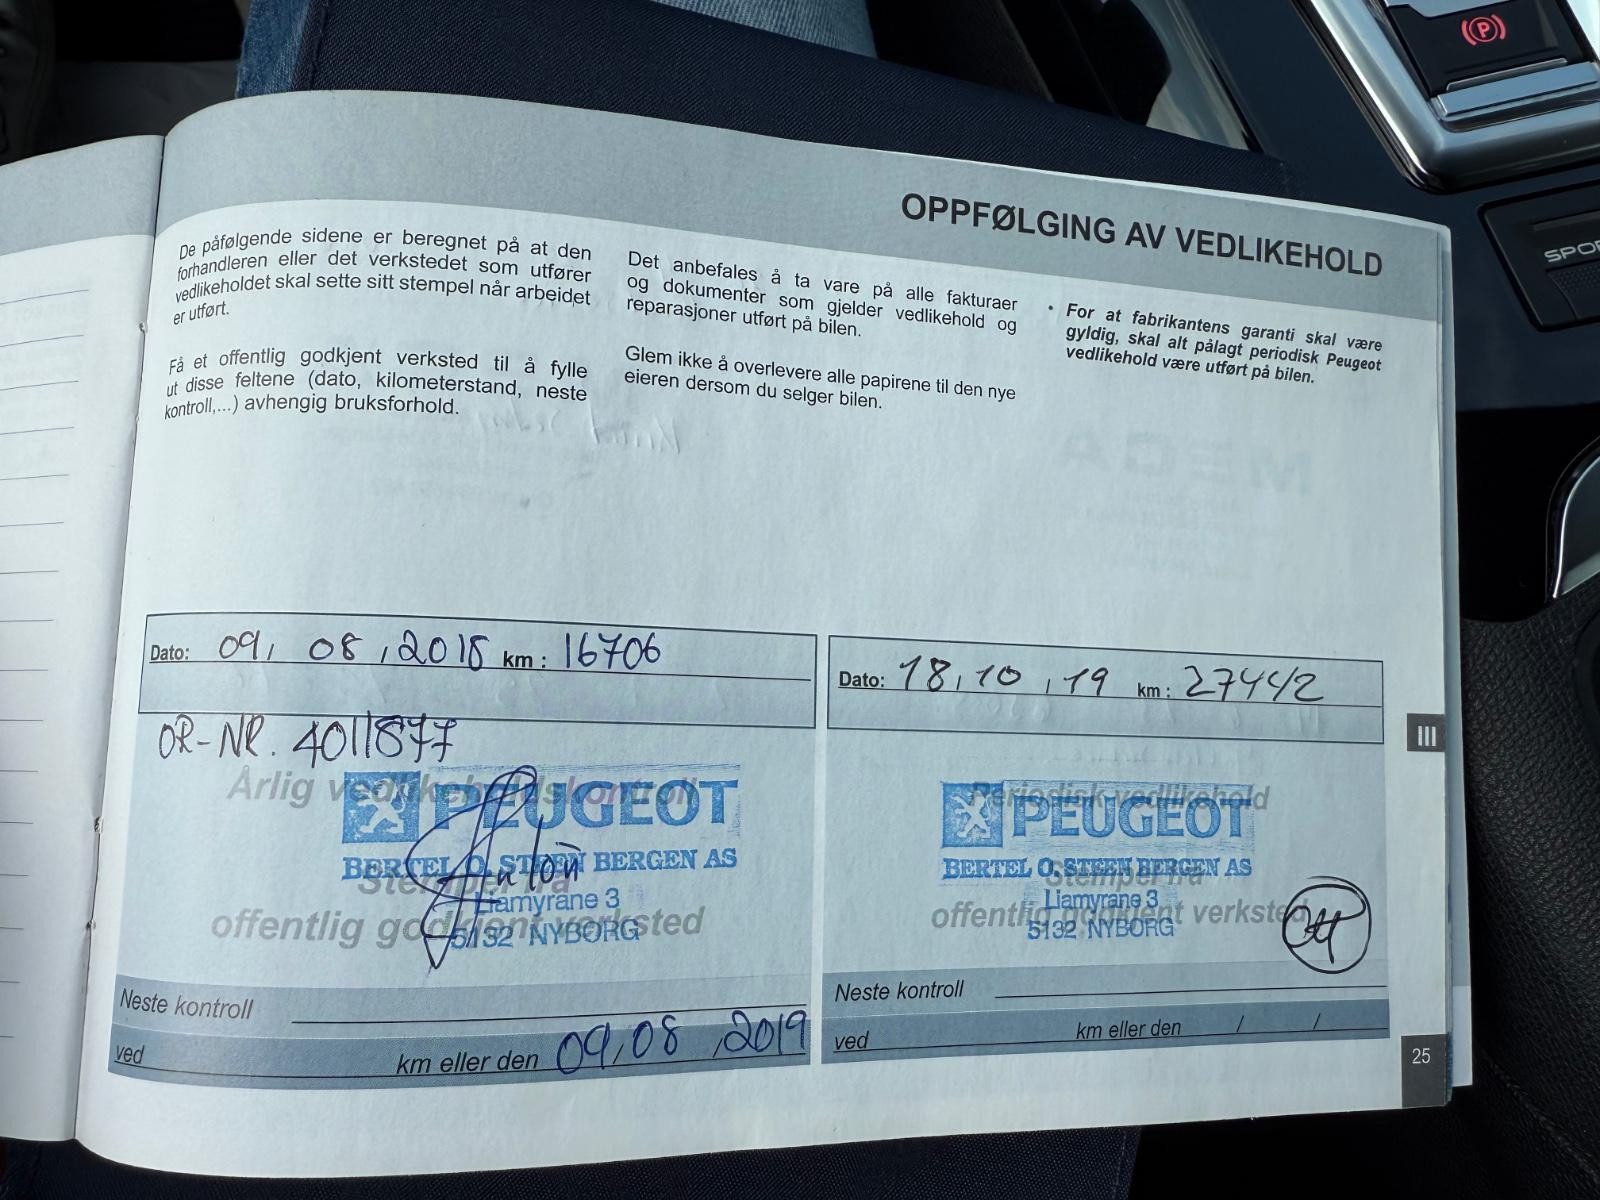 OPPFØLGING AV VEDLIKEHOLD
De påfølgende sidene er beregnet på at den
forhandleren eller det verkstedet som utfører
vedlikeholdet skal sette sitt stempel når arbeidet
er utført.
Få et offentlig godkjent verksted til å fylle
ut disse feltene (dato, kilometerstand, neste
kontroll,...) avhengig bruksforhold.
Det anbefales å ta vare på alle fakturaer
og dokumenter som gjelder vedlikehold og
reparasjoner utført på bilen.
Glem ikke å overlevere alle papirene til den nye
eieren dersom du selger bilen.
• For at fabrikantens garanti skal være
gyldig, skal alt pålagt periodisk Peugeot
vedlikehold være utført på bilen.
Dato: 09, 08, 2018 km: 16706
OR-NR. 4011877
Årlig vedlikeholdskontroll
PEUGEOT
BERTEL O. STEEN BERGEN AS
Stempel fra
Liamyrane 3
offentlig godkjent verksted
5132 NYBORG
Neste kontroll
ved km eller den 09,08,2019
Dato: 18,10,19 km: 27442
Periodisk vedlikehold
PEUGEOT
BERTEL O. STEEN BERGEN AS
Stempel fra
Liamyrane 3
offentlig godkjent verksted
5132 NYBORG
Neste kontroll
ved km eller den / /
III
25
P